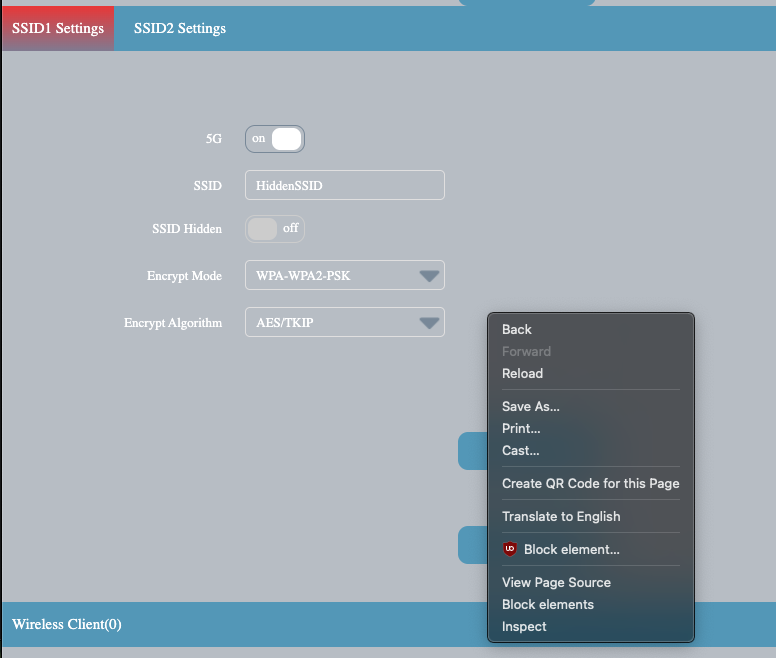 SSID1 Settings SSID2 Settings
5G on
SSID HiddenSSID
SSID Hidden off
Encrypt Mode WPA-WPA2-PSK
Encrypt Algorithm AES/TKIP
Back
Forward
Reload
Save As...
Print...
Cast...
Create QR Code for this Page
Translate to English
Block element...
View Page Source
Block elements
Inspect
Wireless Client(0)